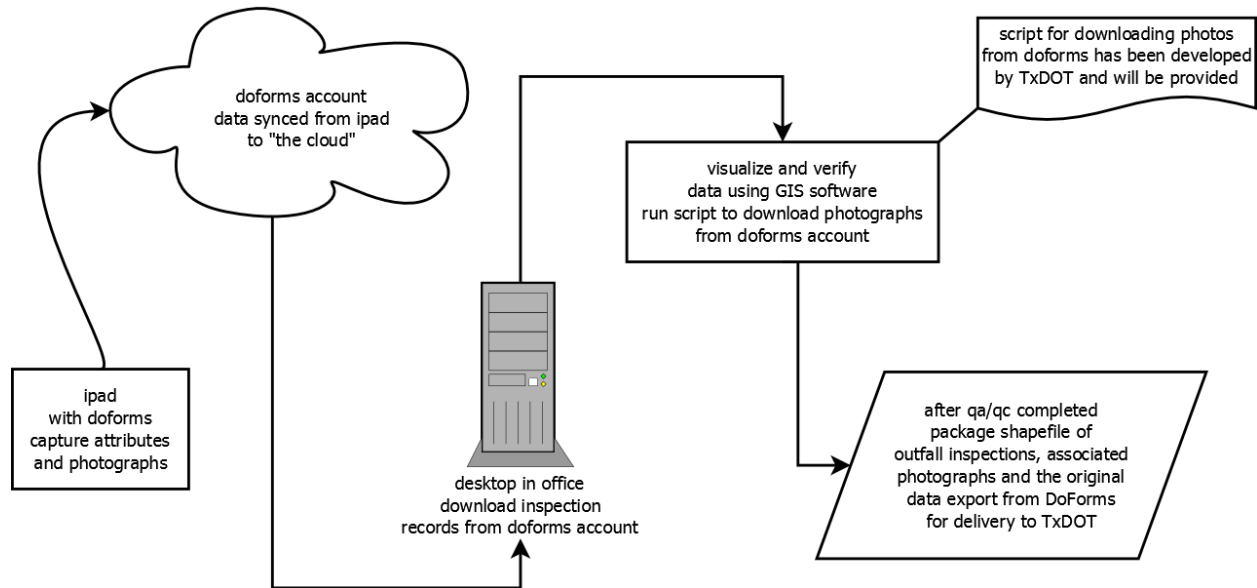 script for downloading photos
from doforms has been developed
by TxDOT and will be provided
doforms account
data synced from ipad
to "the cloud"
visualize and verify
data using GIS software
run script to download photographs
from doforms account
ipad
with doforms
capture attributes
and photographs
desktop in office
download inspection
records from doforms account
after qa/qc completed
package shapefile of
outfall inspections, associated
photographs and the original
data export from DoForms
for delivery to TxDOT